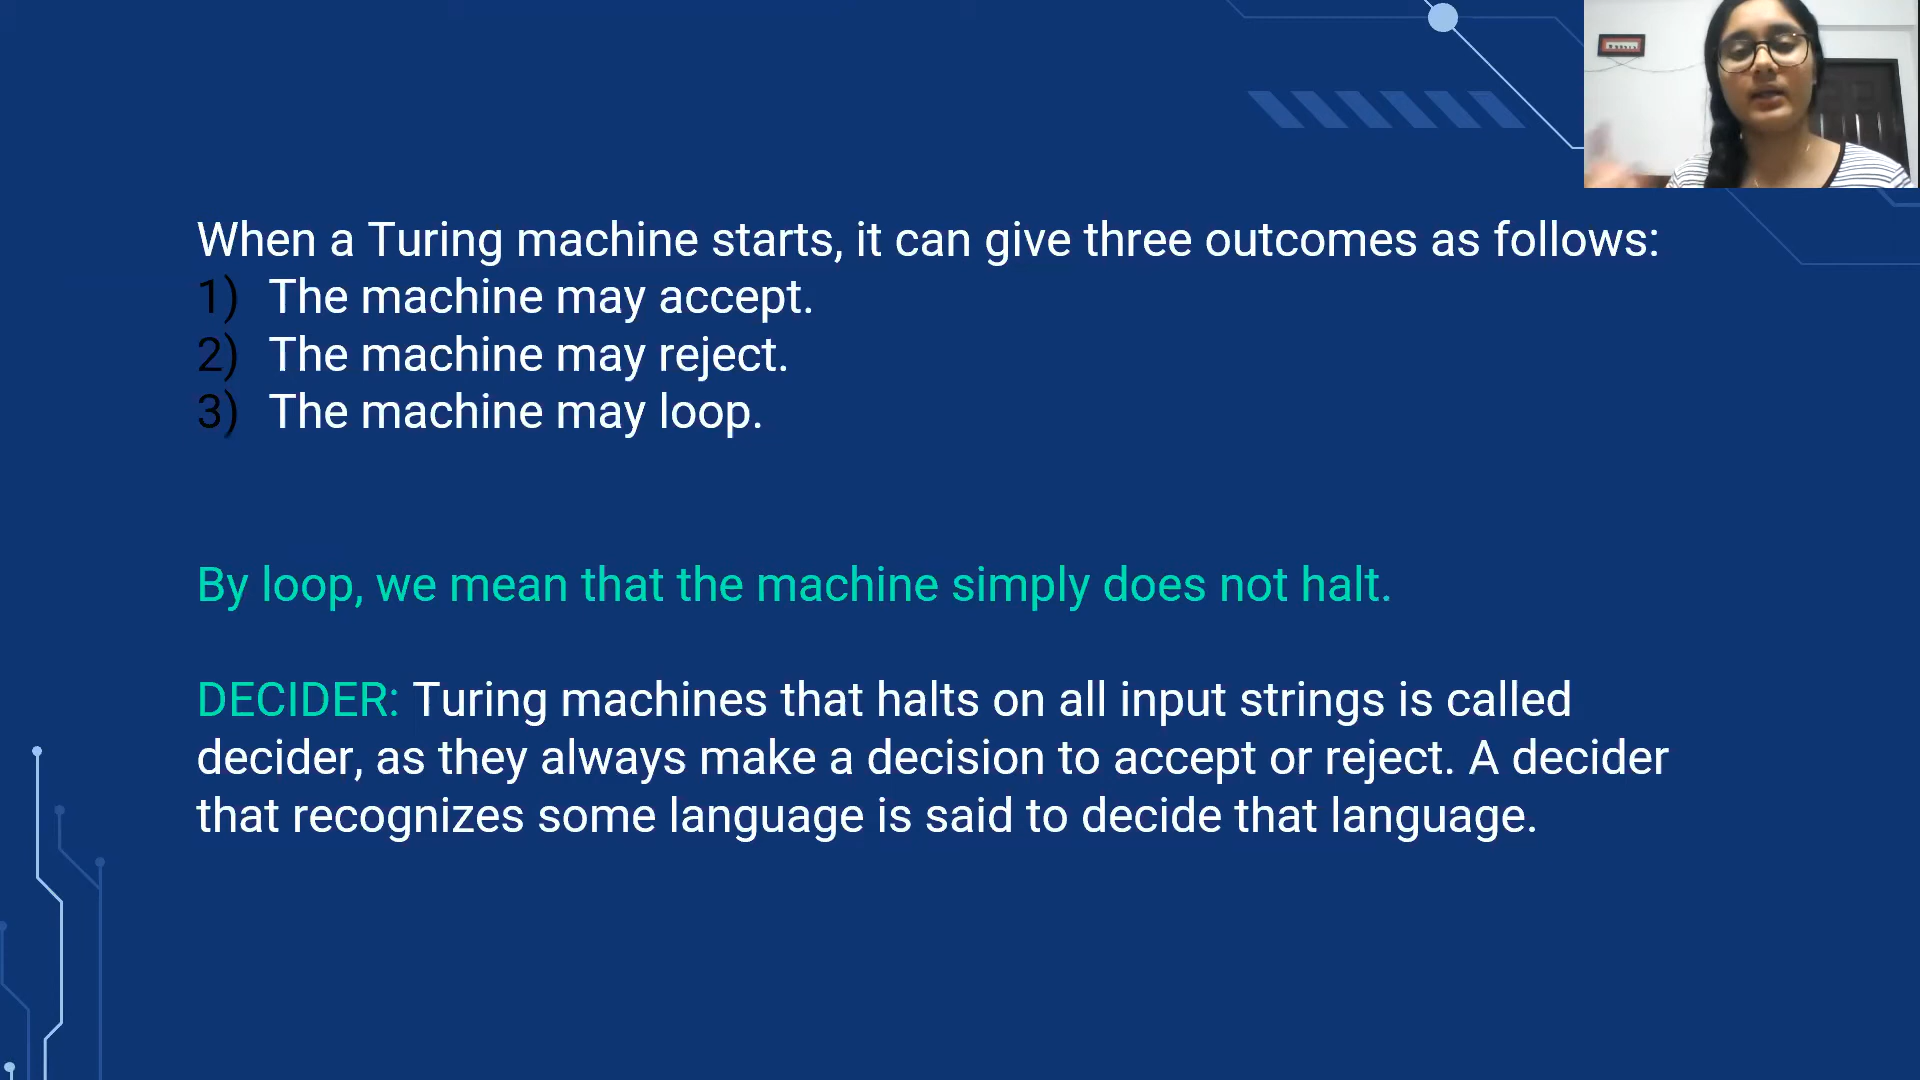 When a Turing machine starts, it can give three outcomes as follows:
1) The machine may accept.
2) The machine may reject.
3) The machine may loop.
By loop, we mean that the machine simply does not halt.
DECIDER: Turing machines that halts on all input strings is called
decider, as they always make a decision to accept or reject. A decider
that recognizes some language is said to decide that language.